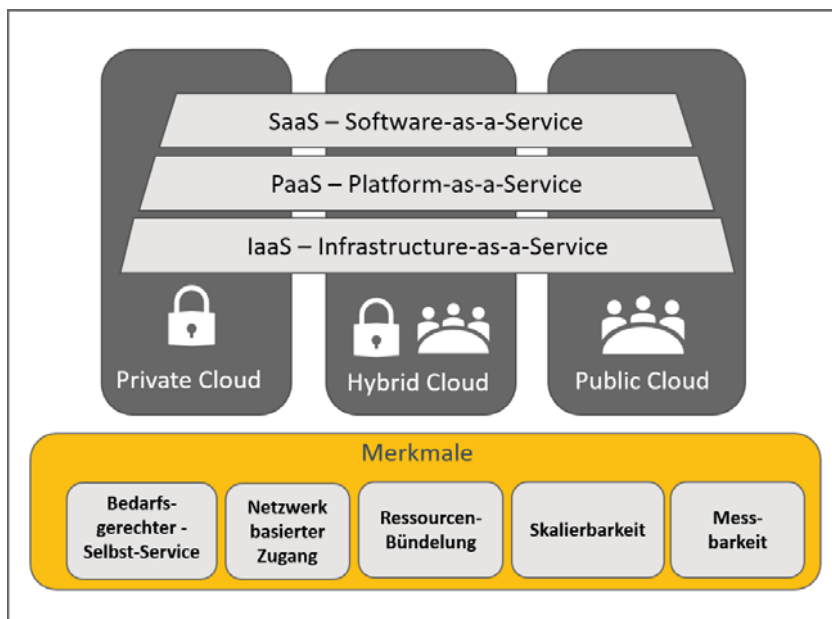 SaaS – Software-as-a-Service
PaaS – Platform-as-a-Service
IaaS – Infrastructure-as-a-Service
Private Cloud
Hybrid Cloud
Public Cloud
Merkmale
Bedarfs-
gerechter -
Selbst-Service
Netzwerk
basierter
Zugang
Ressourcen-
Bündelung
Skalierbarkeit
Mess-
barkeit